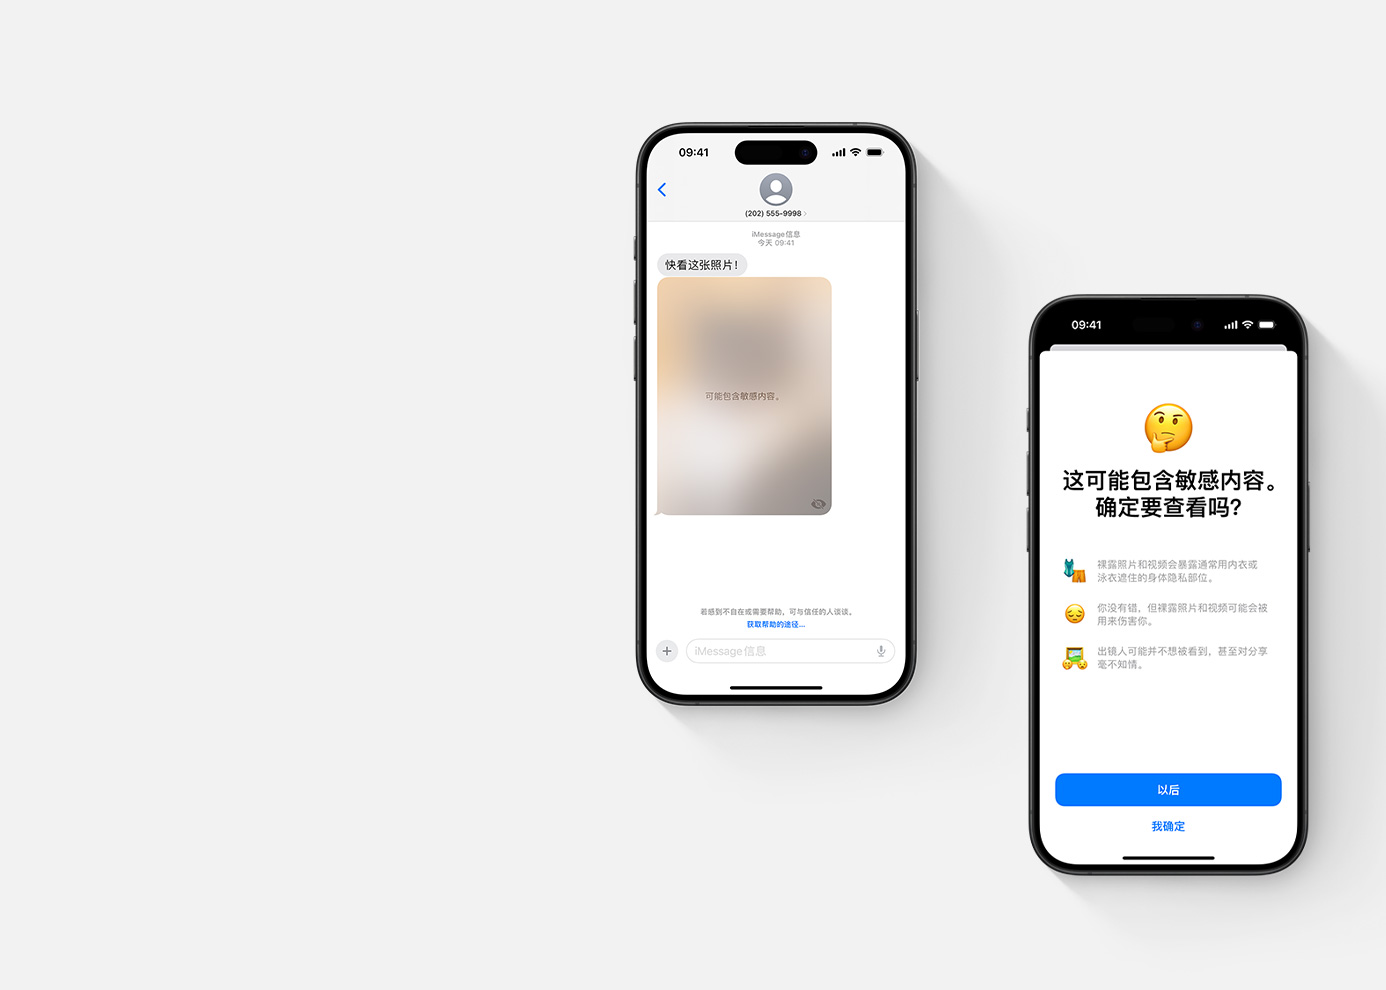 09:41
(202) 555-9998
iMessage信息
今天 09:41
快看这张照片！
可能包含敏感内容。
若感到不自在或需要帮助，可与信任的人谈谈。
获取帮助的途径...
iMessage信息
09:41
这可能包含敏感内容。
确定要查看吗？
裸露照片和视频会暴露通常用内衣或
泳衣遮住的身体隐私部位。
你没有错，但裸露照片和视频可能会被
用来伤害你。
出镜人可能并不想被看到，甚至对分享
毫不知情。
以后
我确定